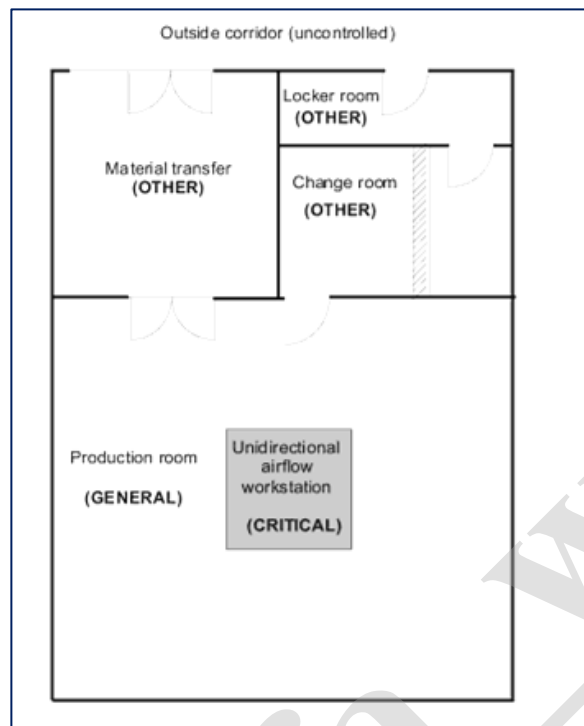 Outside corridor (uncontrolled)
Locker room
(OTHER)
Material transfer
(OTHER)
Change room
(OTHER)
Production room
(GENERAL)
Unidirectional
airflow
workstation
(CRITICAL)